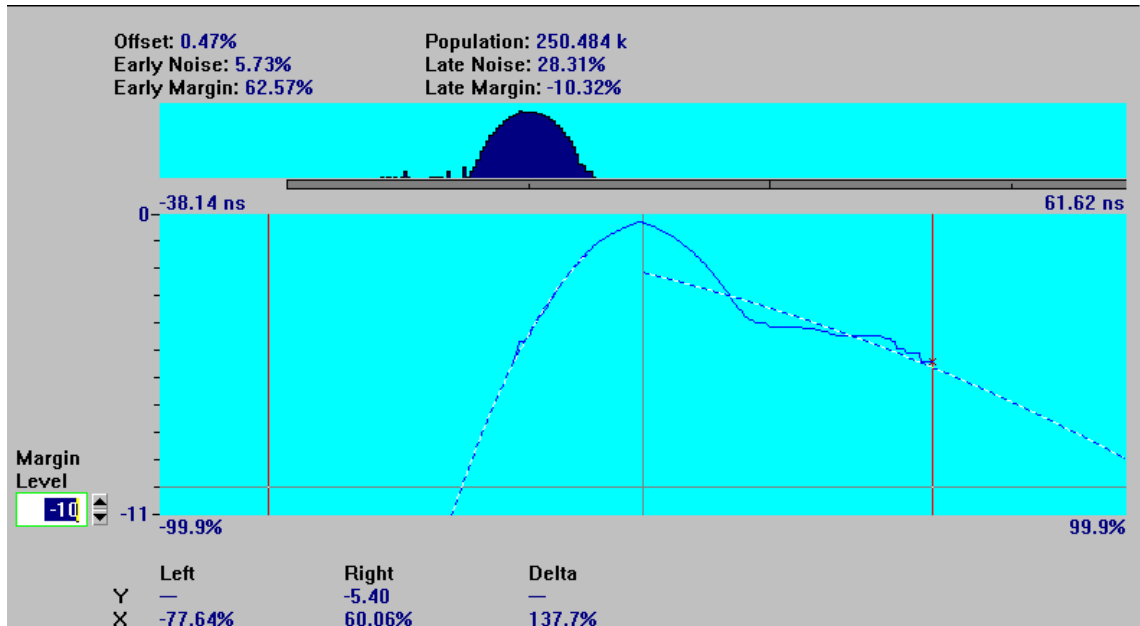 Offset: 0.47% Population: 250.484 k
Early Noise: 5.73% Late Noise: 28.31%
Early Margin: 62.57% Late Margin: -10.32%
-38.14 ns 61.62 ns
0
Margin
Level
-10
-11
-99.9% 99.9%
Left Right Delta
Y — -5.40 —
X -77.64% 60.06% 137.7%